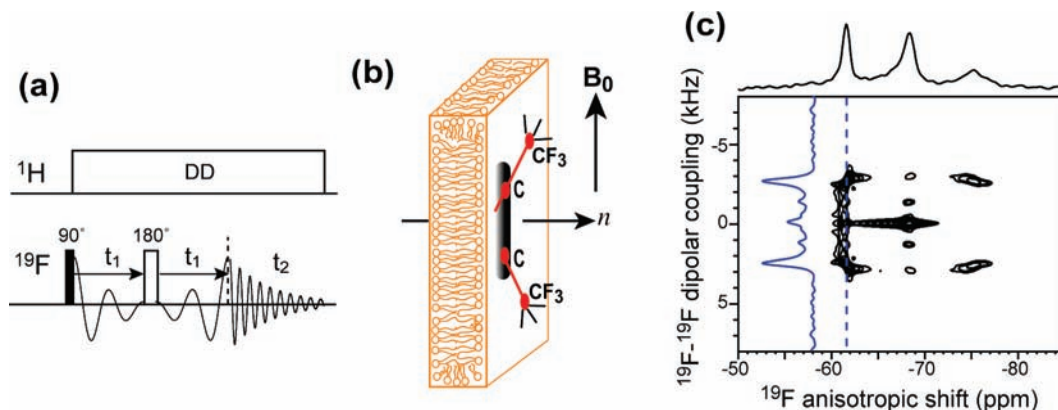 (a)
¹H
DD
¹⁹F
90°
t₁
180°
t₁
t₂
(b)
B₀
CF₃
C
n
C
CF₃
(c)
¹⁹F-¹⁹F dipolar coupling (kHz)
-5
0
5
-50 -60 -70 -80
¹⁹F anisotropic shift (ppm)